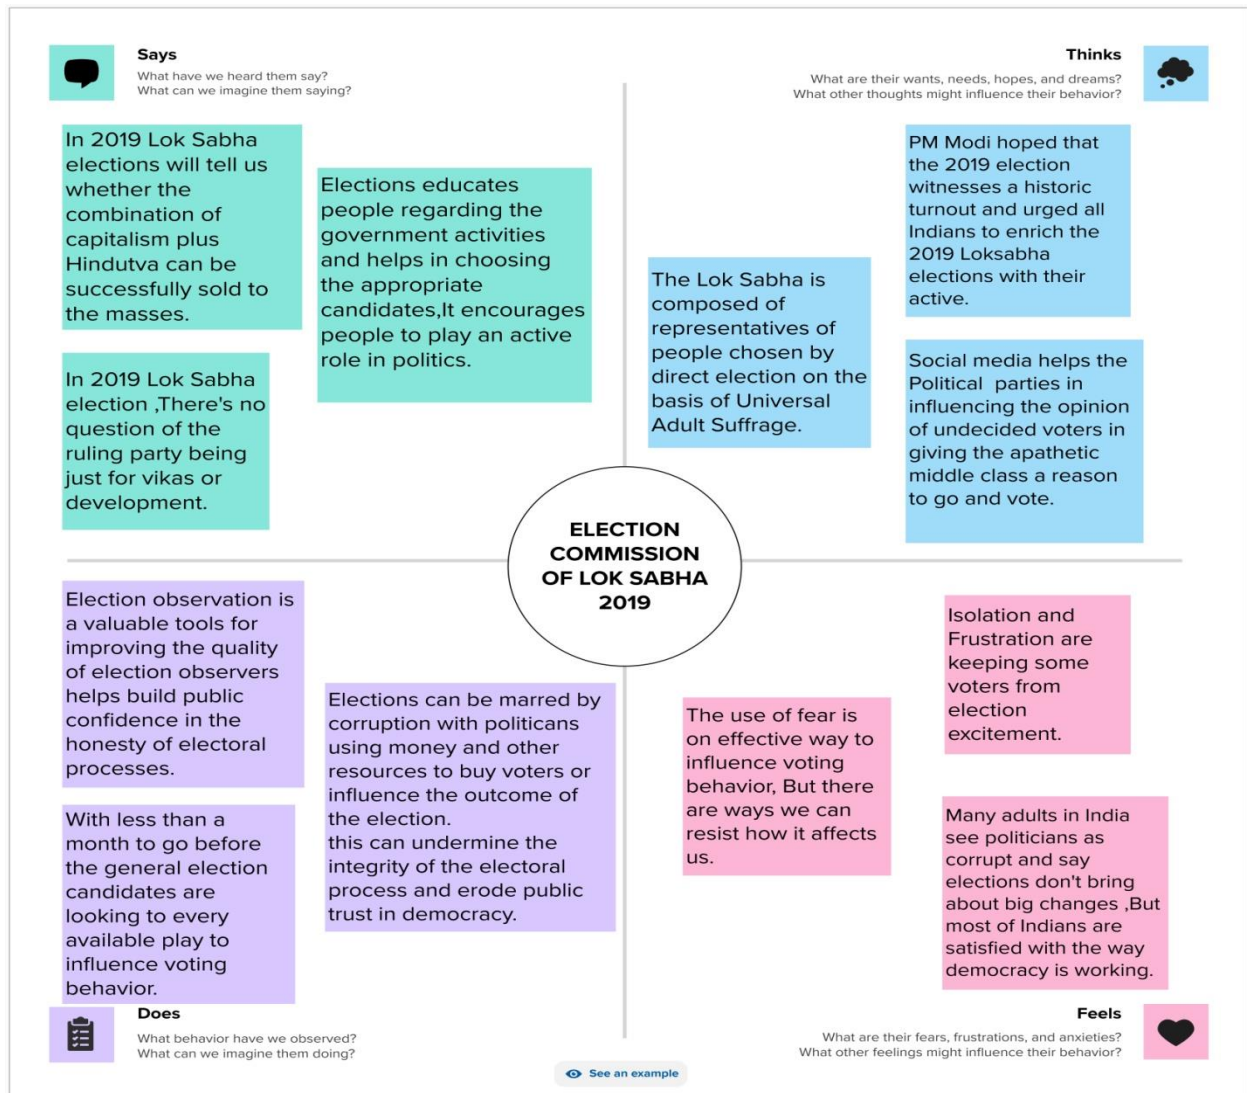 Says
What have we heard them say?
What can we imagine them saying?
In 2019 Lok Sabha
elections will tell us
whether the
combination of
capitalism plus
Hindutva can be
successfully sold to
the masses.
Elections educates
people regarding the
government activities
and helps in choosing
the appropriate
candidates,It encourages
people to play an active
role in politics.
In 2019 Lok Sabha
election ,There's no
question of the
ruling party being
just for vikas or
development.
Thinks
What are their wants, needs, hopes, and dreams?
What other thoughts might influence their behavior?
PM Modi hoped that
the 2019 election
witnesses a historic
turnout and urged all
Indians to enrich the
2019 Loksabha
elections with their
active.
The Lok Sabha is
composed of
representatives of
people chosen by
direct election on the
basis of Universal
Adult Suffrage.
Social media helps the
Political parties in
influencing the opinion
of undecided voters in
giving the apathetic
middle class a reason
to go and vote.
ELECTION
COMMISSION
OF LOK SABHA
2019
Election observation is
a valuable tools for
improving the quality
of election observers
helps build public
confidence in the
honesty of electoral
processes.
Elections can be marred by
corruption with politicans
using money and other
resources to buy voters or
influence the outcome of
the election.
this can undermine the
integrity of the electoral
process and erode public
trust in democracy.
With less than a
month to go before
the general election
candidates are
looking to every
available play to
influence voting
behavior.
Does
What behavior have we observed?
What can we imagine them doing?
Isolation and
Frustration are
keeping some
voters from
election
excitement.
The use of fear is
on effective way to
influence voting
behavior, But there
are ways we can
resist how it affects
us.
Many adults in India
see politicians as
corrupt and say
elections don't bring
about big changes ,But
most of Indians are
satisfied with the way
democracy is working.
Feels
What are their fears, frustrations, and anxieties?
What other feelings might influence their behavior?
See an example